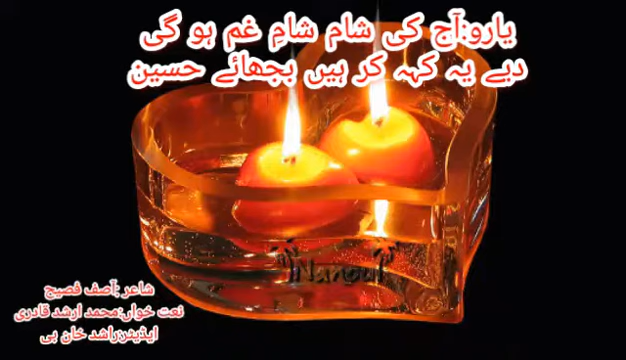 یارو:آج کی شام شامِ غم ہو گی
دیے یہ کہہ کر ہیں بجھائے حسین
شاعر :آصف فصیح
نعت خواں:محمد ارشد قادری
ایڈیٹر:راشد خان بی